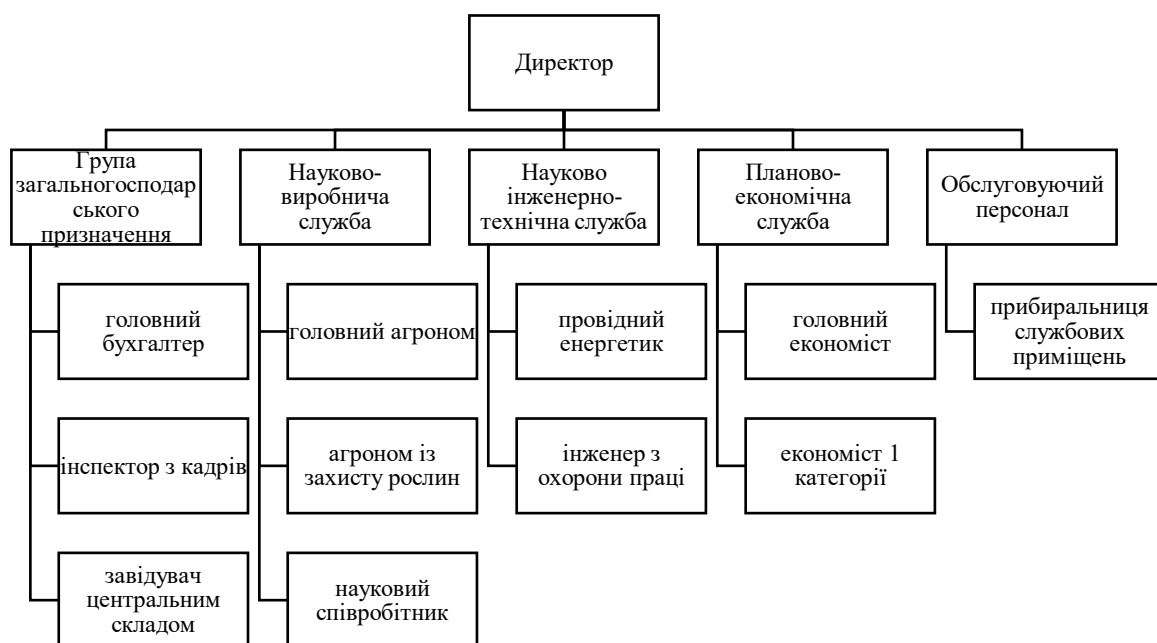 Директор
Група
загальногосподар
ського
призначення
Науково-
виробнича
служба
Науково
інженерно-
технічна служба
Планово-
економічна
служба
Обслуговуючий
персонал
головний
бухгалтер
головний агроном
провідний
енергетик
головний
економіст
прибиральниця
службових
приміщень
інспектор з кадрів
агроном із
захисту рослин
інженер з
охорони праці
економіст 1
категорії
завідувач
центральним
складом
науковий
співробітник